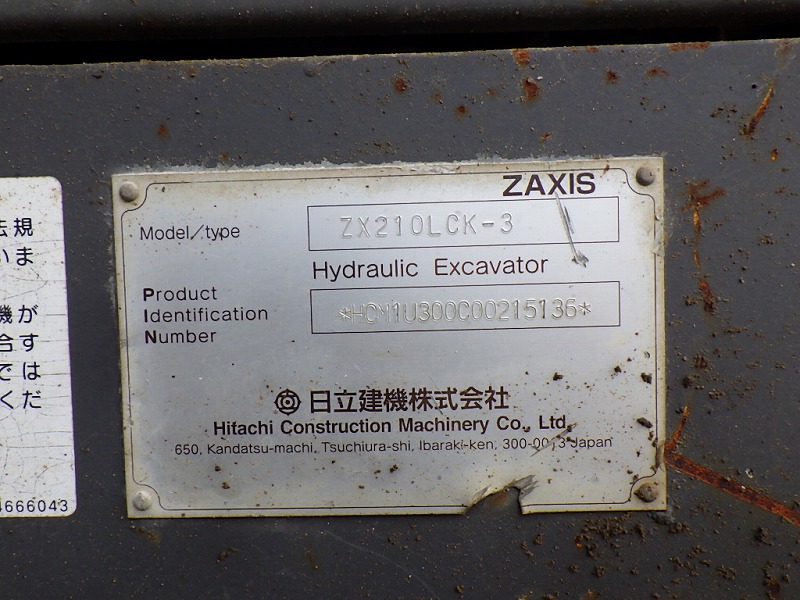 ZAXIS
Model/type ZX210LCK-3
Hydraulic Excavator
Product
Identification
Number
*HCM1U300C00215136*
日立建機株式会社
Hitachi Construction Machinery Co., Ltd.
650, Kandatsu-machi, Tsuchiura-shi, Ibaraki-ken, 300-0013 Japan
法規
いま
機が
合す
では
くだ
4666043